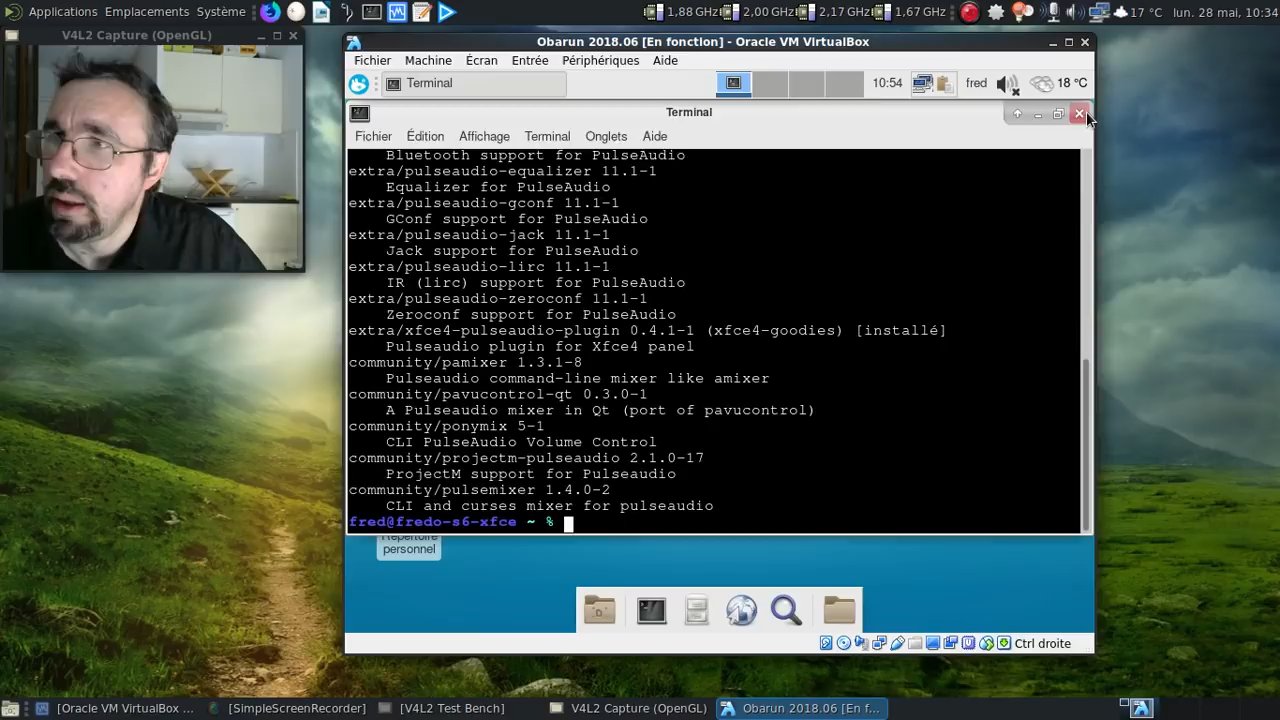 Applications Emplacements Système
1,88 GHz 2,00 GHz 2,17 GHz 1,67 GHz 17 °C lun. 28 mai, 10:34
V4L2 Capture (OpenGL)
Obarun 2018.06 [En fonction] - Oracle VM VirtualBox
Fichier Machine Écran Entrée Périphériques Aide
Terminal 10:54 fred 18 °C
Terminal
Fichier Édition Affichage Terminal Onglets Aide
Bluetooth support for PulseAudio
extra/pulseaudio-equalizer 11.1-1
Equalizer for PulseAudio
extra/pulseaudio-gconf 11.1-1
GConf support for PulseAudio
extra/pulseaudio-jack 11.1-1
Jack support for PulseAudio
extra/pulseaudio-lirc 11.1-1
IR (lirc) support for PulseAudio
extra/pulseaudio-zeroconf 11.1-1
Zeroconf support for PulseAudio
extra/xfce4-pulseaudio-plugin 0.4.1-1 (xfce4-goodies) [installé]
Pulseaudio plugin for Xfce4 panel
community/pamixer 1.3.1-8
Pulseaudio command-line mixer like amixer
community/pavucontrol-qt 0.3.0-1
A Pulseaudio mixer in Qt (port of pavucontrol)
community/ponymix 5-1
CLI PulseAudio Volume Control
community/projectm-pulseaudio 2.1.0-17
ProjectM support for Pulseaudio
community/pulsemixer 1.4.0-2
CLI and curses mixer for pulseaudio
fred@fredo-s6-xfce ~ %
Répertoire
personnel
Ctrl droite
[Oracle VM VirtualBox ... [SimpleScreenRecorder] [V4L2 Test Bench] V4L2 Capture (OpenGL) Obarun 2018.06 [En f...